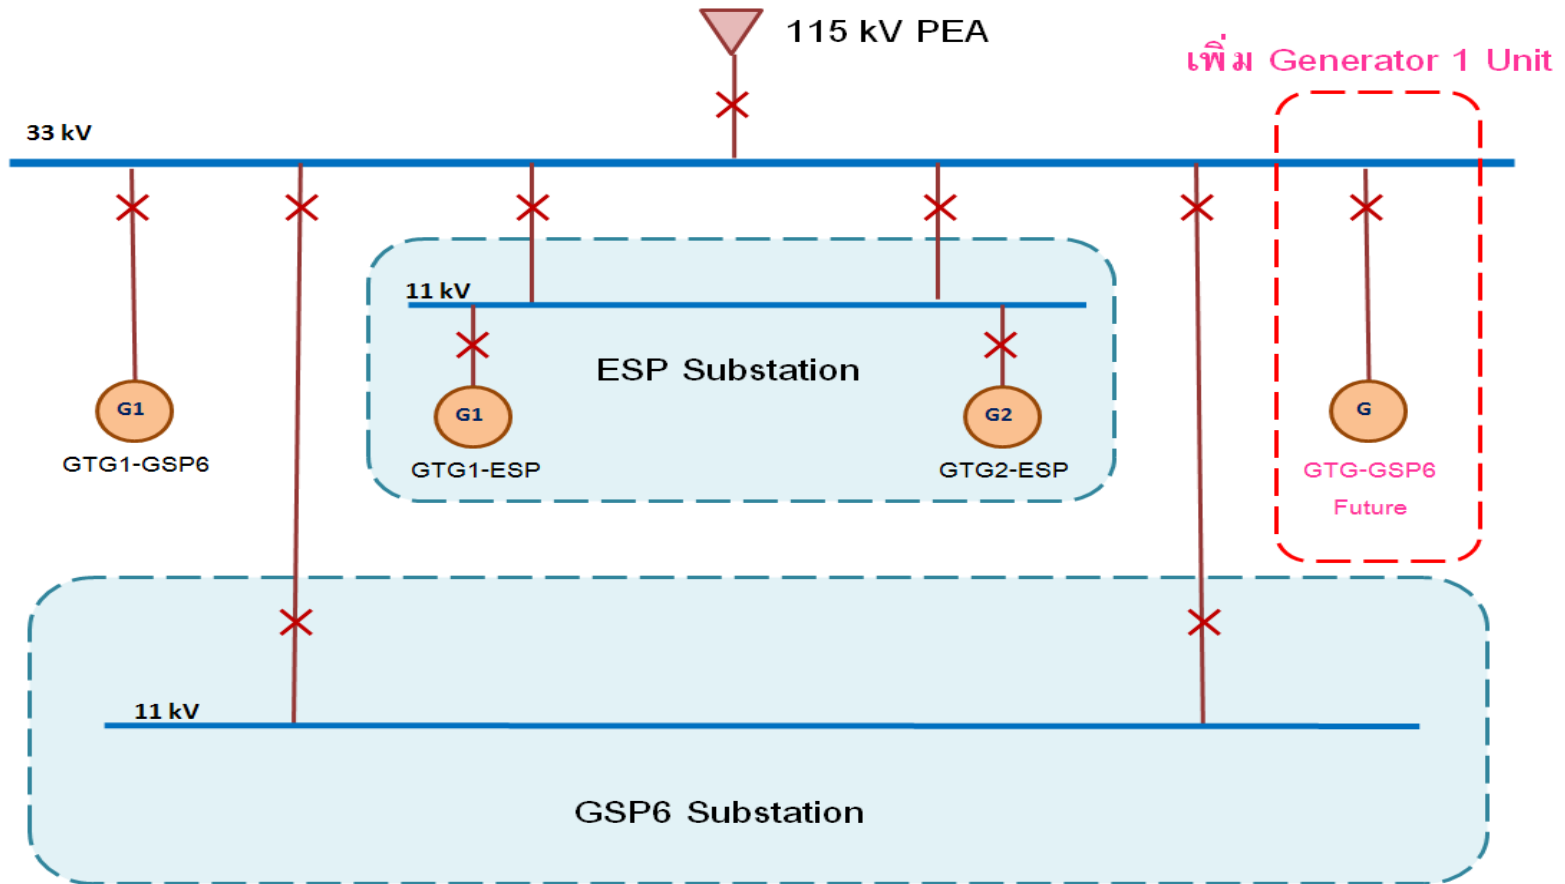 115 kV PEA
เพิ่ม Generator 1 Unit
33 kV
11 kV
ESP Substation
G1
G1
G2
G
GTG1-GSP6
GTG1-ESP
GTG2-ESP
GTG-GSP6
Future
11 kV
GSP6 Substation